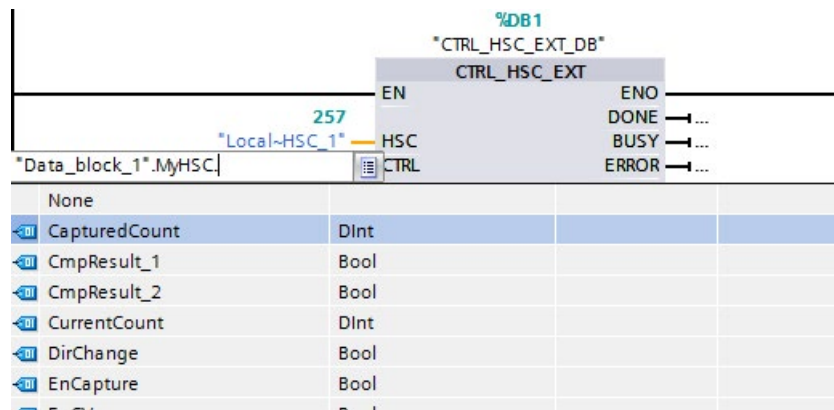 %DB1
"CTRL_HSC_EXT_DB"
CTRL_HSC_EXT
EN ENO
257 DONE ...
"Local~HSC_1" HSC BUSY ...
"Data_block_1".MyHSC. CTRL ERROR ...
None
CapturedCount DInt
CmpResult_1 Bool
CmpResult_2 Bool
CurrentCount DInt
DirChange Bool
EnCapture Bool